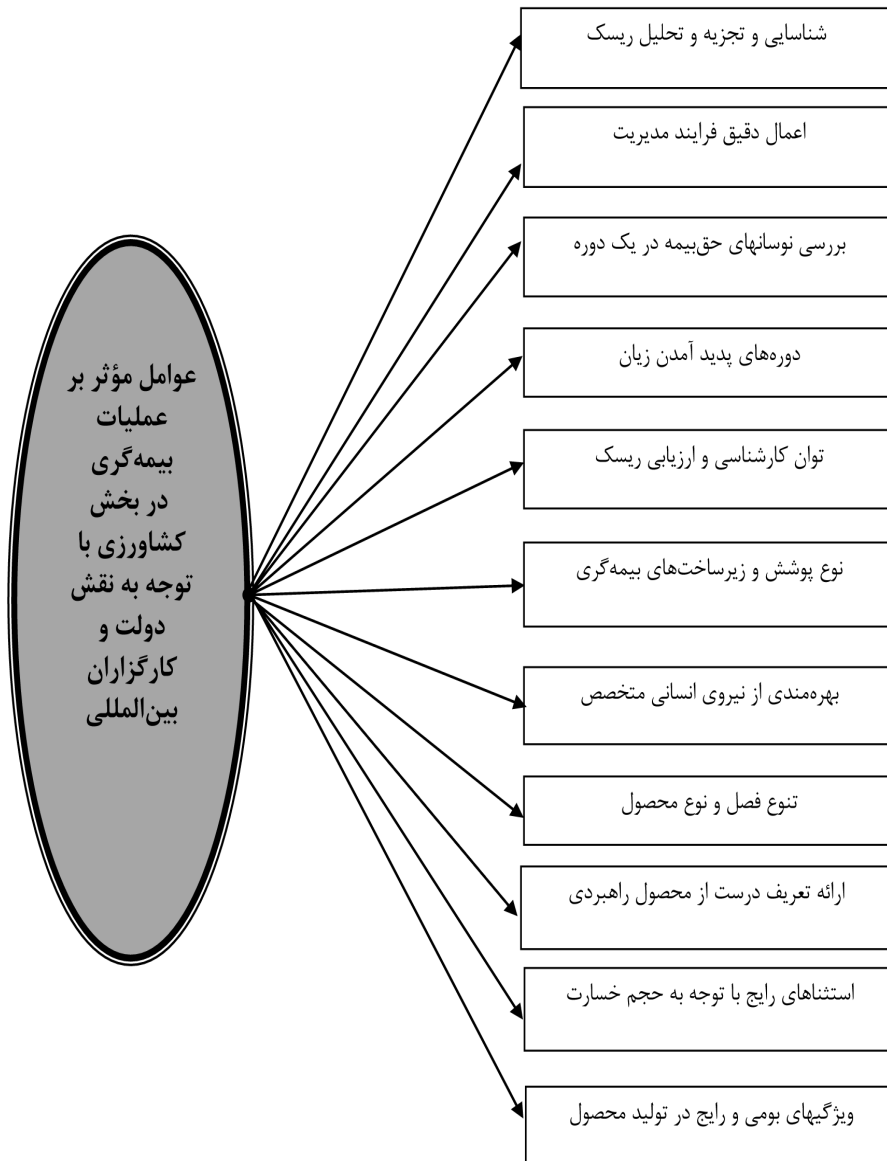 عوامل مؤثر بر
عملیات
بیمه‌گری
در بخش
کشاورزی با
توجه به نقش
دولت و
کارگزاران
بین‌المللی
شناسایی و تجزیه و تحلیل ریسک
اعمال دقیق فرایند مدیریت
بررسی نوسانهای حق‌بیمه در یک دوره
دوره‌های پدید آمدن زیان
توان کارشناسی و ارزیابی ریسک
نوع پوشش و زیرساخت‌های بیمه‌گری
بهره‌مندی از نیروی انسانی متخصص
تنوع فصل و نوع محصول
ارائه تعریف درست از محصول راهبردی
استثناهای رایج با توجه به حجم خسارت
ویژگیهای بومی و رایج در تولید محصول